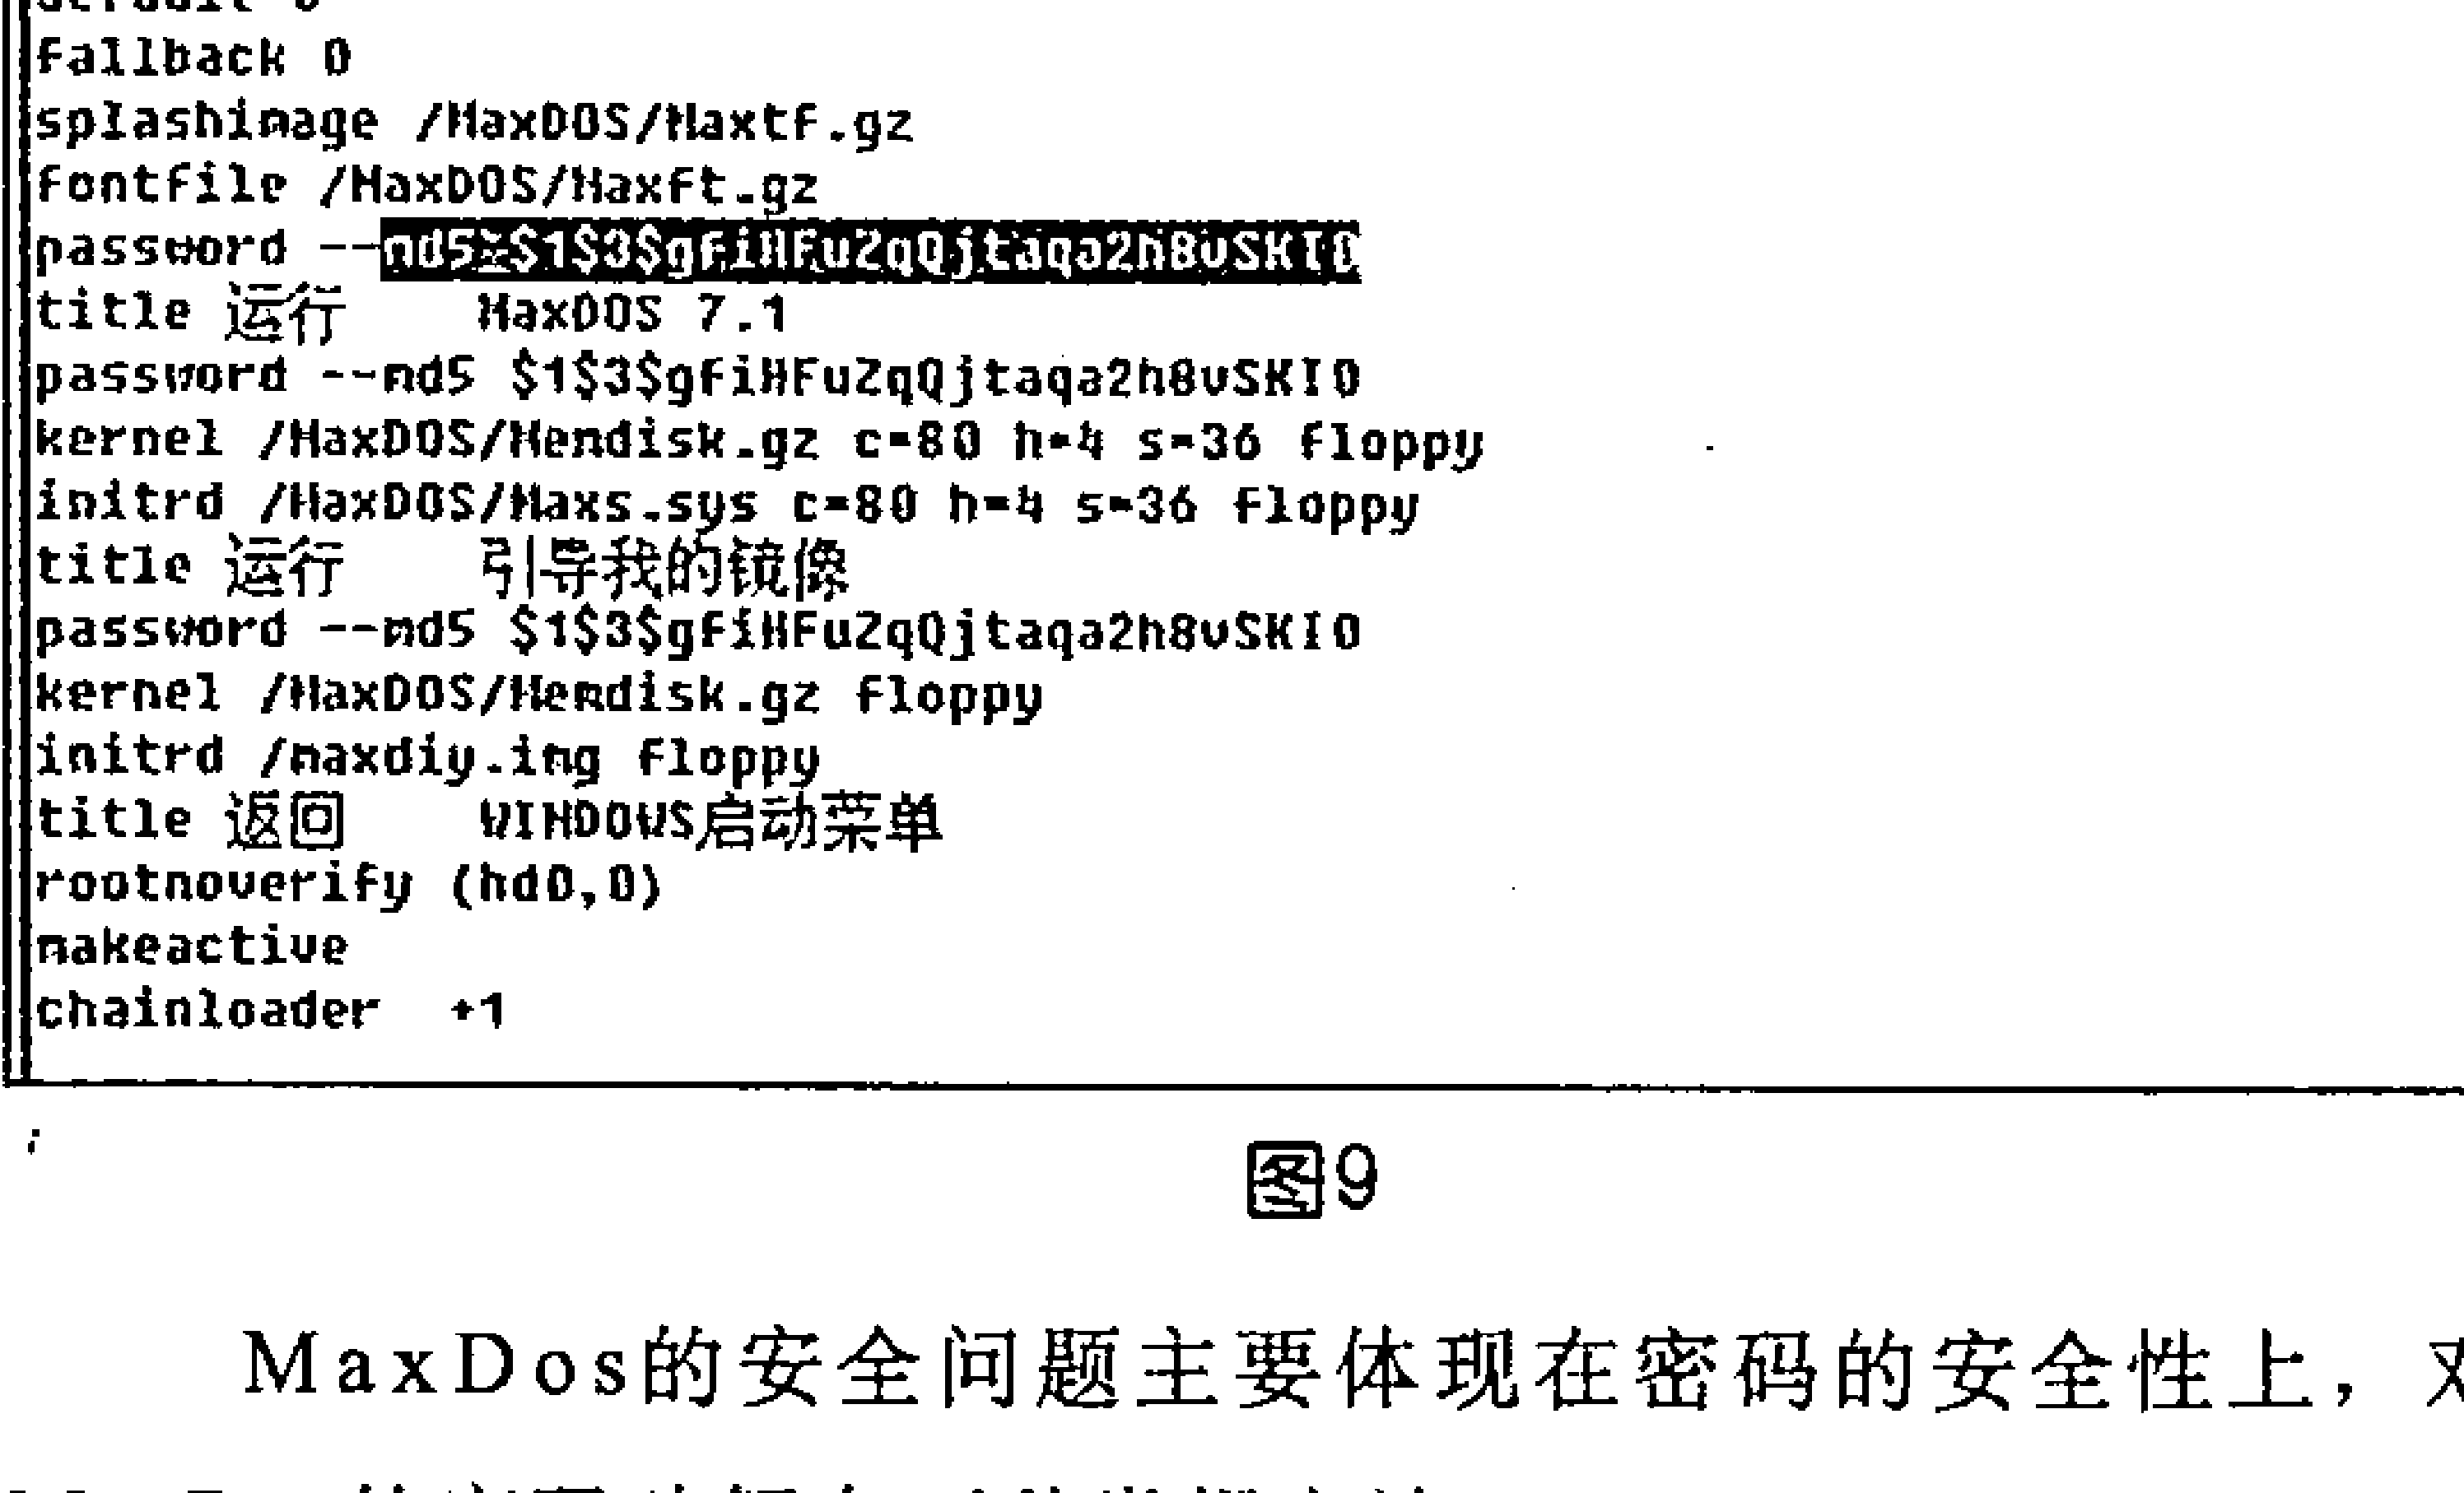 default 0
fallback 0
splashimage /MaxDOS/Maxtf.gz
fontfile /MaxDOS/Maxft.gz
password --md5 $1$3$gfiHFuZqQjtaqa2h8vSKI0
title 运行 MaxDOS 7.1
password --md5 $1$3$gfiHFuZqQjtaqa2h8vSKI0
kernel /MaxDOS/Memdisk.gz c=80 h=4 s=36 floppy
initrd /MaxDOS/Maxs.sys c=80 h=4 s=36 floppy
title 运行 引导我的镜像
password --md5 $1$3$gfiHFuZqQjtaqa2h8vSKI0
kernel /MaxDOS/Memdisk.gz floppy
initrd /maxdiy.img floppy
title 返回 WINDOWS启动菜单
rootnoverify (hd0,0)
makeactive
chainloader +1
图9
MaxDos的安全问题主要体现在密码的安全性上，对